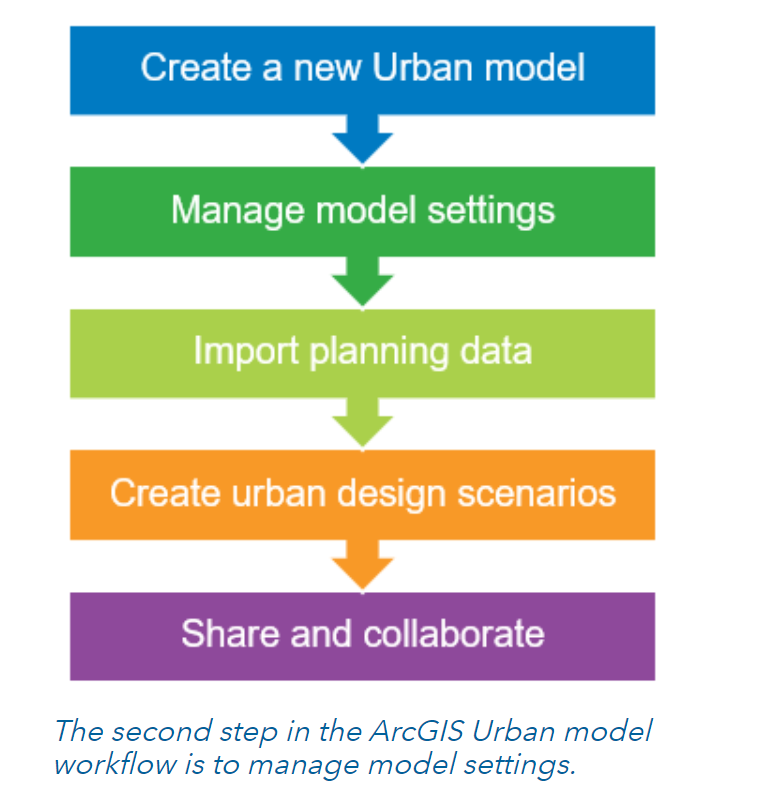 Create a new Urban model
Manage model settings
Import planning data
Create urban design scenarios
Share and collaborate
The second step in the ArcGIS Urban model
workflow is to manage model settings.